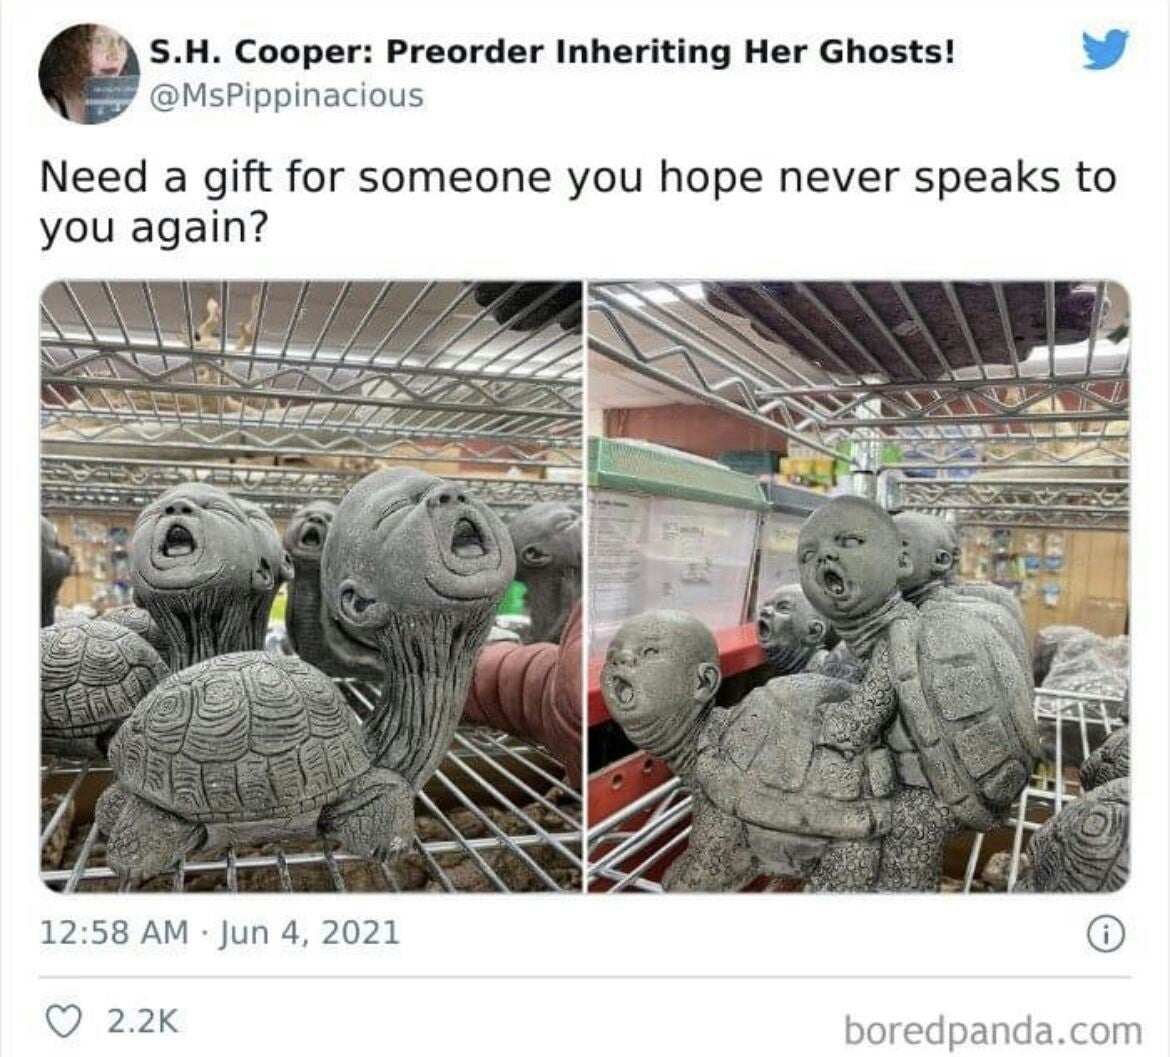 S.H. Cooper: Preorder Inheriting Her Ghosts!
@MsPippinacious
Need a gift for someone you hope never speaks to
you again?
12:58 AM · Jun 4, 2021
2.2K
boredpanda.com